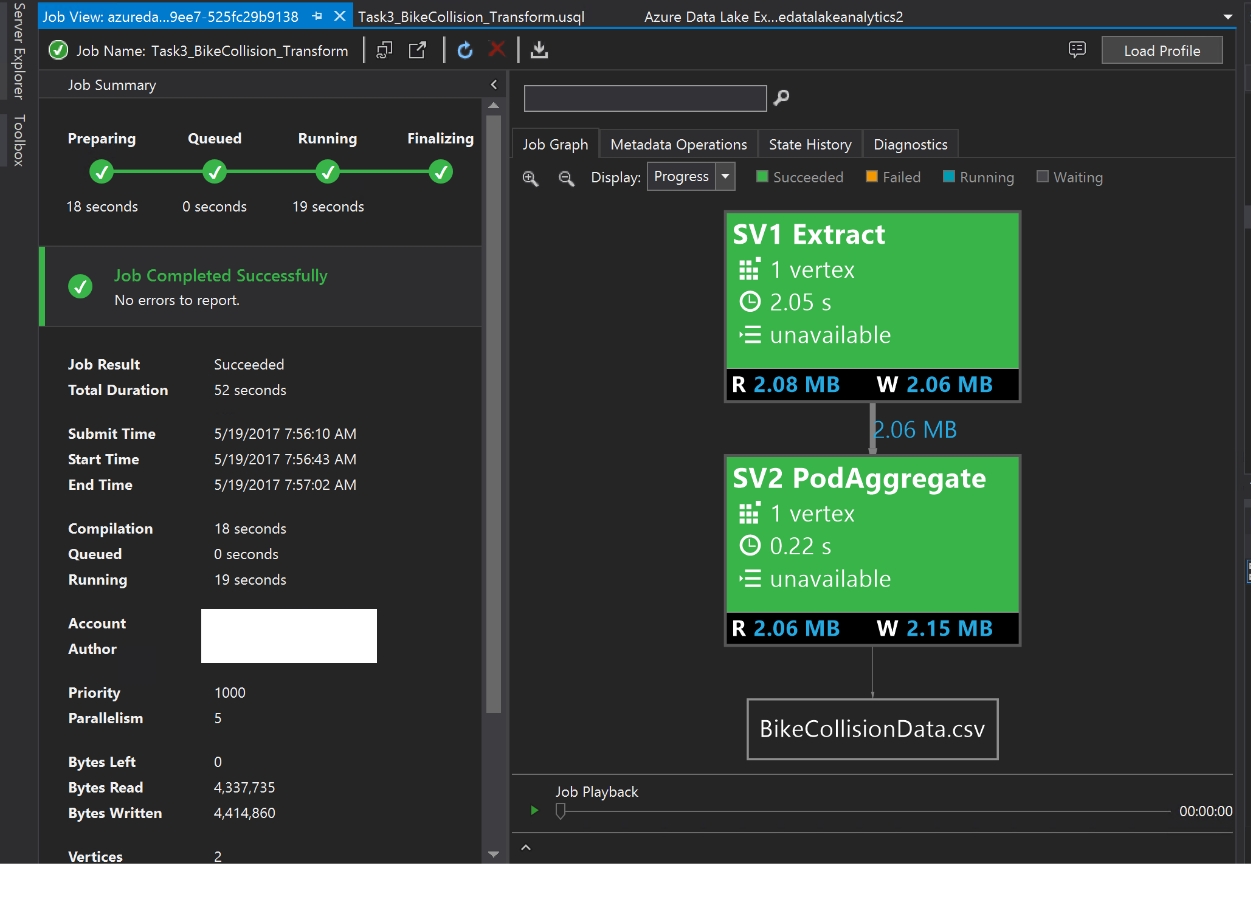 Server Explorer
Toolbox
Job View: azureda...9ee7-525fc29b9138
Task3_BikeCollision_Transform.usql
Azure Data Lake Ex...edatalakeanalytics2
Job Name: Task3_BikeCollision_Transform
Load Profile
Job Summary
Preparing Queued Running Finalizing
18 seconds 0 seconds 19 seconds
Job Completed Successfully
No errors to report.
Job Result Succeeded
Total Duration 52 seconds
Submit Time 5/19/2017 7:56:10 AM
Start Time 5/19/2017 7:56:43 AM
End Time 5/19/2017 7:57:02 AM
Compilation 18 seconds
Queued 0 seconds
Running 19 seconds
Account
Author
Priority 1000
Parallelism 5
Bytes Left 0
Bytes Read 4,337,735
Bytes Written 4,414,860
Vertices 2
Job Graph Metadata Operations State History Diagnostics
Display: Progress Succeeded Failed Running Waiting
SV1 Extract
1 vertex
2.05 s
unavailable
R 2.08 MB W 2.06 MB
2.06 MB
SV2 PodAggregate
1 vertex
0.22 s
unavailable
R 2.06 MB W 2.15 MB
BikeCollisionData.csv
Job Playback
00:00:00